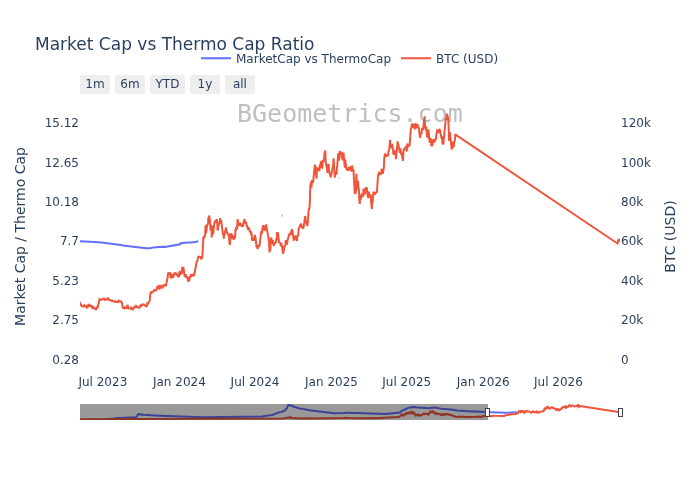 Market Cap vs Thermo Cap Ratio
MarketCap vs ThermoCap
BTC (USD)
1m 6m YTD 1y all
BGeometrics.com
15.12
12.65
10.18
7.7
5.23
2.75
0.28
Market Cap / Thermo Cap
120k
100k
80k
60k
40k
20k
0
BTC (USD)
Jul 2023 Jan 2024 Jul 2024 Jan 2025 Jul 2025 Jan 2026 Jul 2026